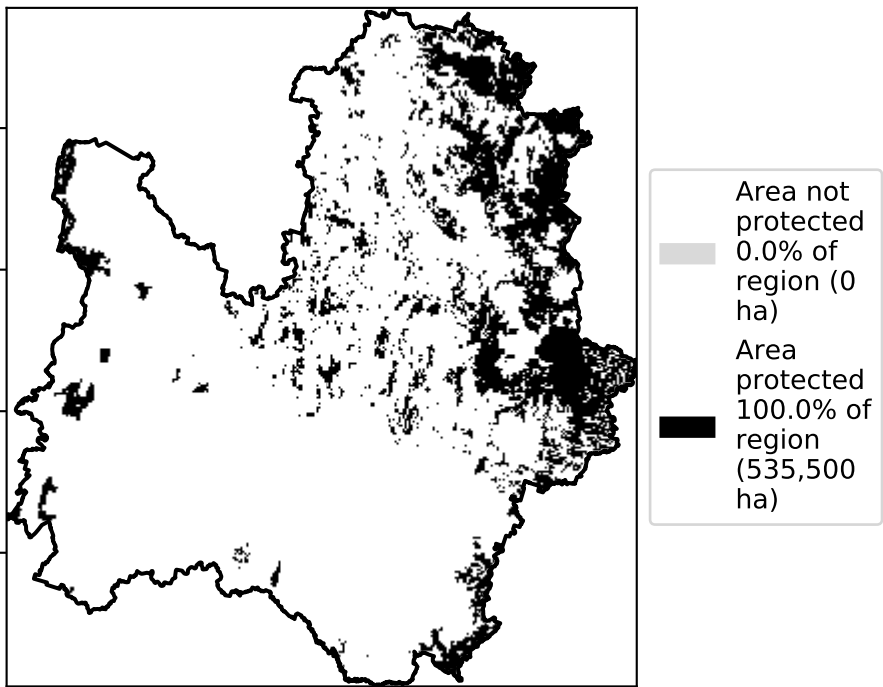 Area not
protected
0.0% of
region (0
ha)
Area
protected
100.0% of
region
(535,500
ha)